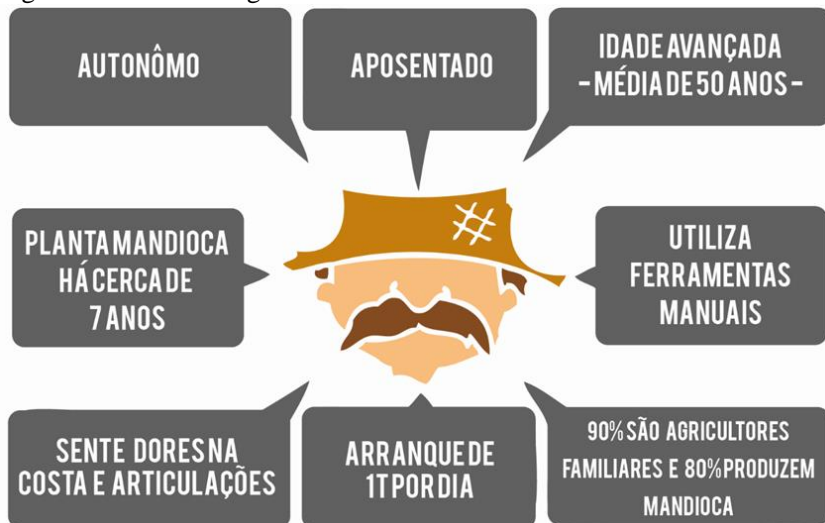 AUTONÔMO
APOSENTADO
IDADE AVANÇADA
- MÉDIA DE 50 ANOS -
PLANTA MANDIOCA
HÁ CERCA DE
7 ANOS
UTILIZA
FERRAMENTAS
MANUAIS
SENTE DORES NA
COSTA E ARTICULAÇÕES
ARRANQUE DE
1T POR DIA
90% SÃO AGRICULTORES
FAMILIARES E 80% PRODUZEM
MANDIOCA